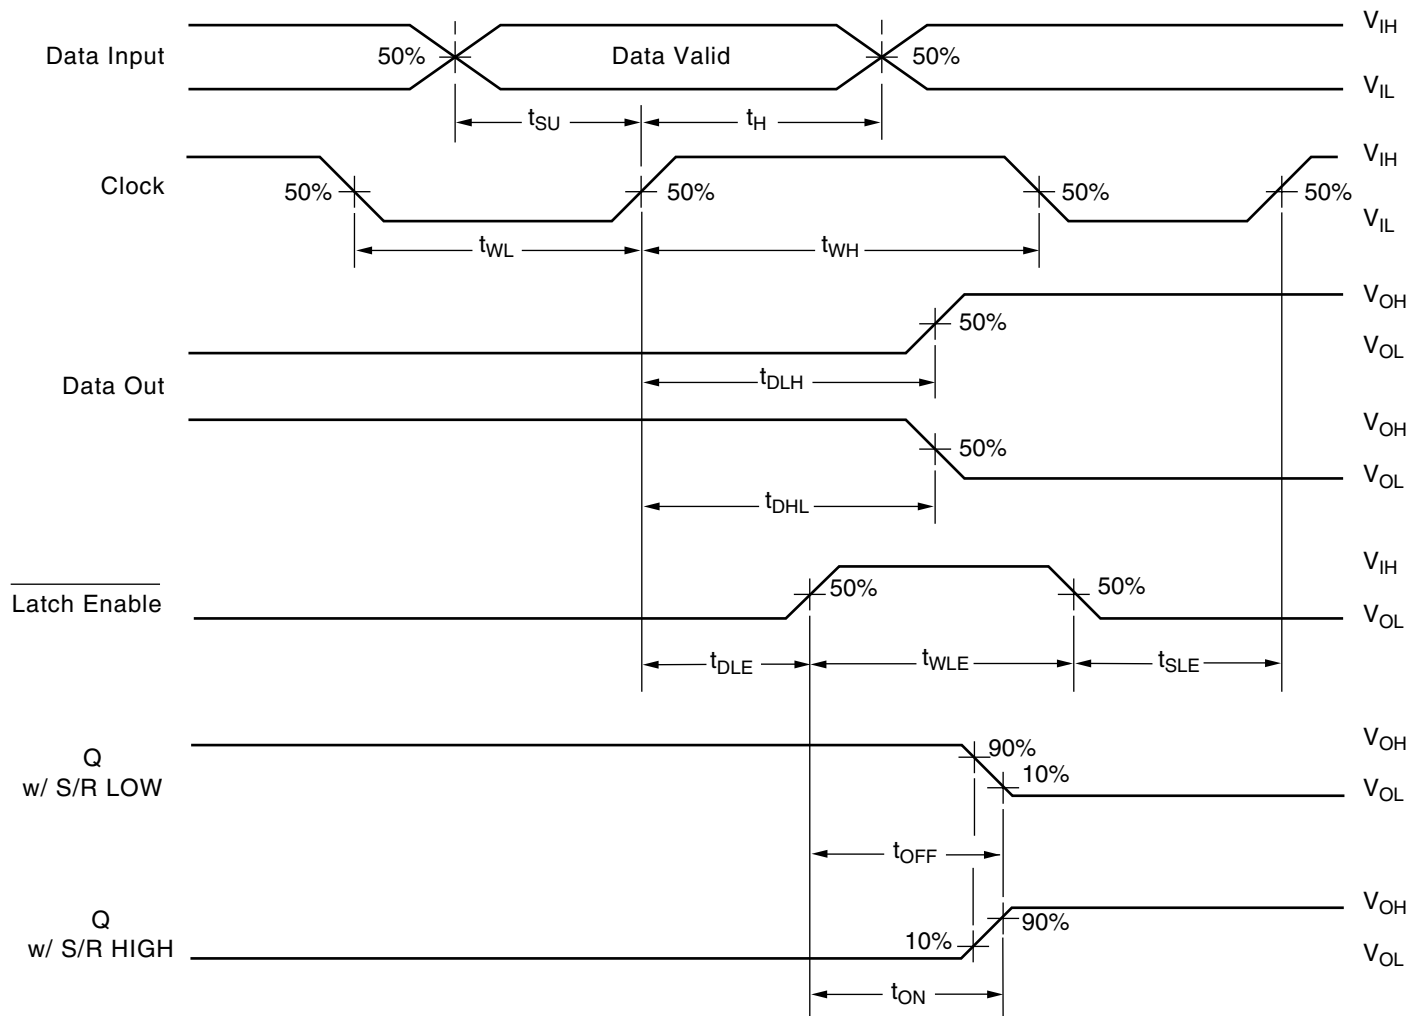 V_IH
Data Input
50%
Data Valid
50%
V_IL
t_SU
t_H
V_IH
Clock
50%
50%
50%
50%
V_IL
t_WL
t_WH
V_OH
50%
V_OL
t_DLH
Data Out
V_OH
50%
V_OL
t_DHL
V_IH
Latch Enable
50%
50%
V_OL
t_DLE
t_WLE
t_SLE
V_OH
Q
w/ S/R LOW
90%
10%
V_OL
t_OFF
V_OH
Q
w/ S/R HIGH
10%
90%
V_OL
t_ON